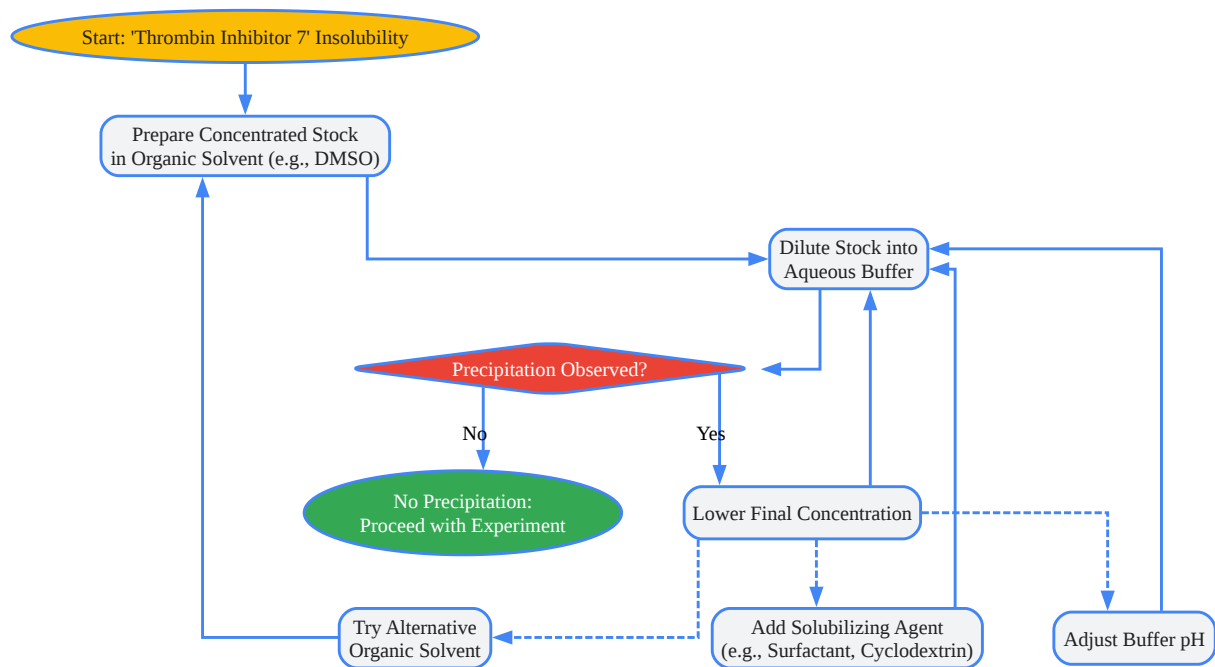 Start: 'Thrombin Inhibitor 7' Insolubility
Prepare Concentrated Stock
in Organic Solvent (e.g., DMSO)
Dilute Stock into
Aqueous Buffer
Precipitation Observed?
No
Yes
No Precipitation:
Proceed with Experiment
Lower Final Concentration
Try Alternative
Organic Solvent
Add Solubilizing Agent
(e.g., Surfactant, Cyclodextrin)
Adjust Buffer pH